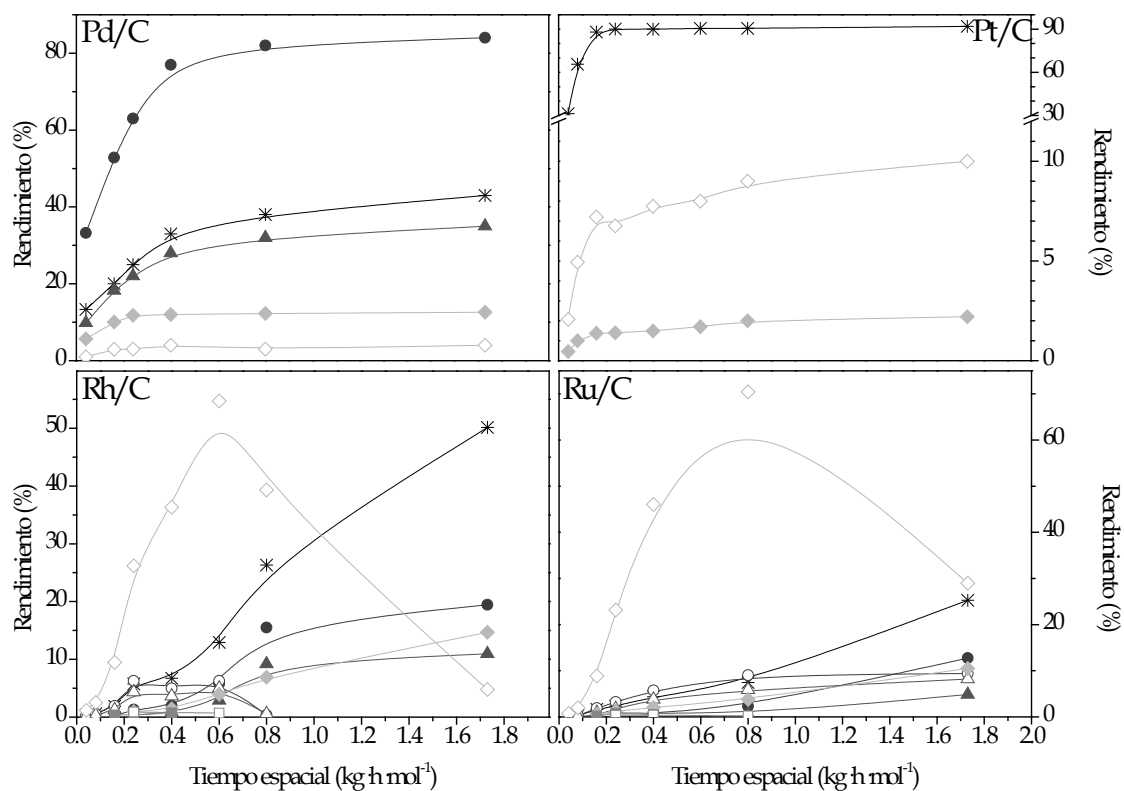 Pd/C
Pt/C
80
60
40
20
0
Rendimiento (%)
90
60
30
10
5
0
Rendimiento (%)
Rh/C
Ru/C
50
40
30
20
10
0
Rendimiento (%)
60
40
20
0
Rendimiento (%)
0.0 0.2 0.4 0.6 0.8 1.0 1.2 1.4 1.6 1.8
0.0 0.2 0.4 0.6 0.8 1.0 1.2 1.4 1.6 1.8 2.0
Tiempo espacial (kg·h mol⁻¹)
Tiempo espacial (kg·h mol⁻¹)